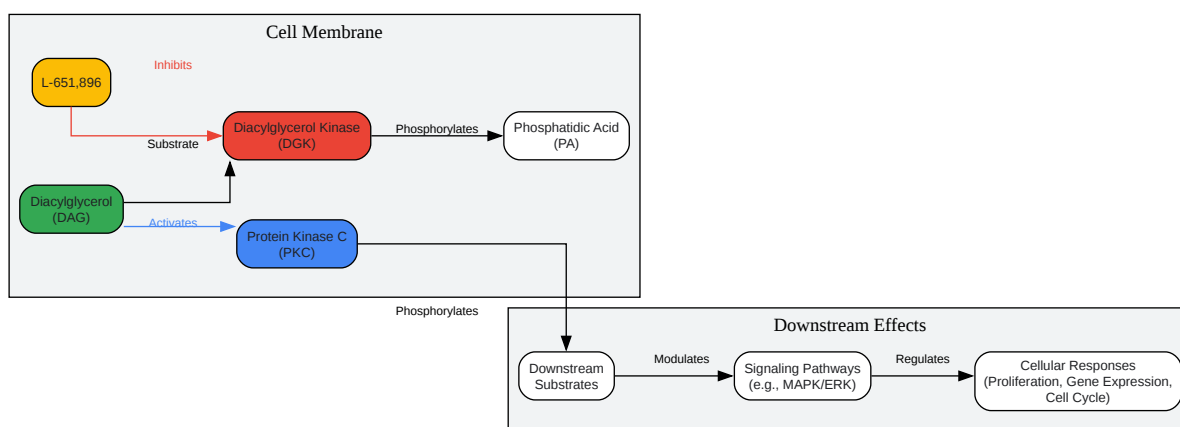 Cell Membrane
L-651,896
Inhibits
Diacylglycerol Kinase
(DGK)
Phosphorylates
Phosphatidic Acid
(PA)
Substrate
Diacylglycerol
(DAG)
Activates
Protein Kinase C
(PKC)
Phosphorylates
Downstream Effects
Downstream
Substrates
Modulates
Signaling Pathways
(e.g., MAPK/ERK)
Regulates
Cellular Responses
(Proliferation, Gene Expression,
Cell Cycle)